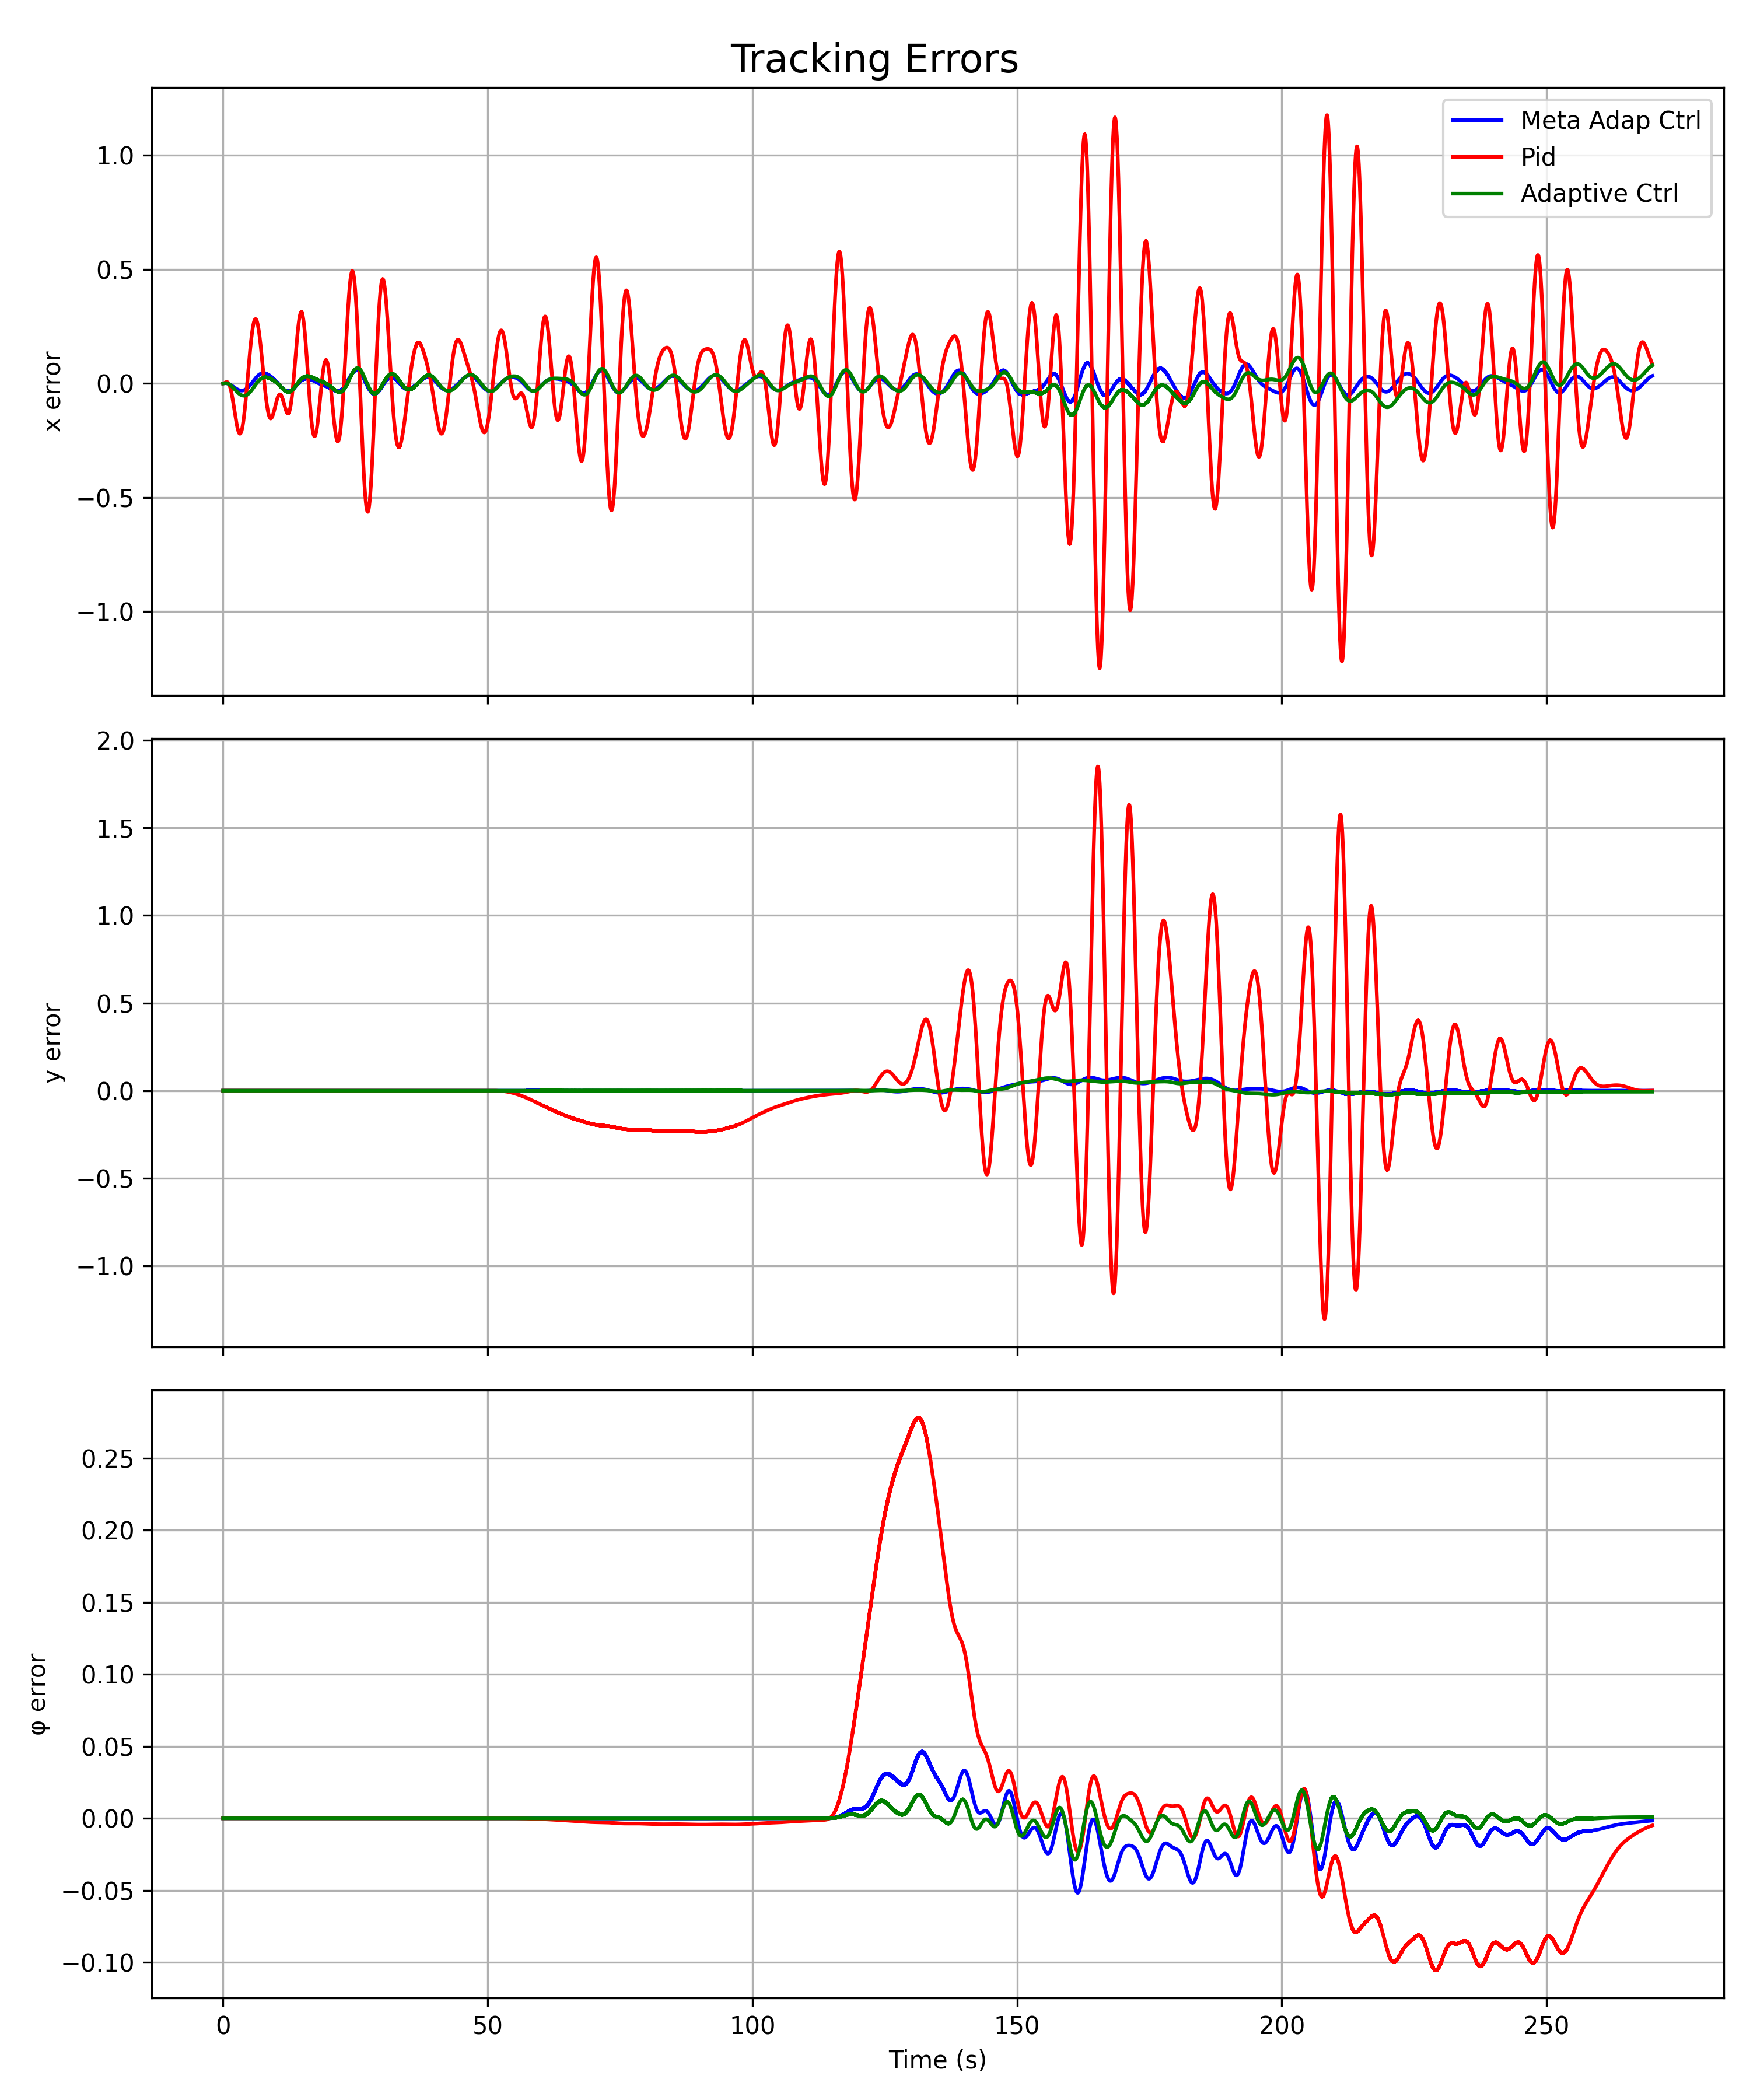 Tracking Errors
Meta Adap Ctrl
Pid
Adaptive Ctrl
x error
1.0
0.5
0.0
−0.5
−1.0
y error
2.0
1.5
1.0
0.5
0.0
−0.5
−1.0
φ error
0.25
0.20
0.15
0.10
0.05
0.00
−0.05
−0.10
0 50 100 150 200 250
Time (s)